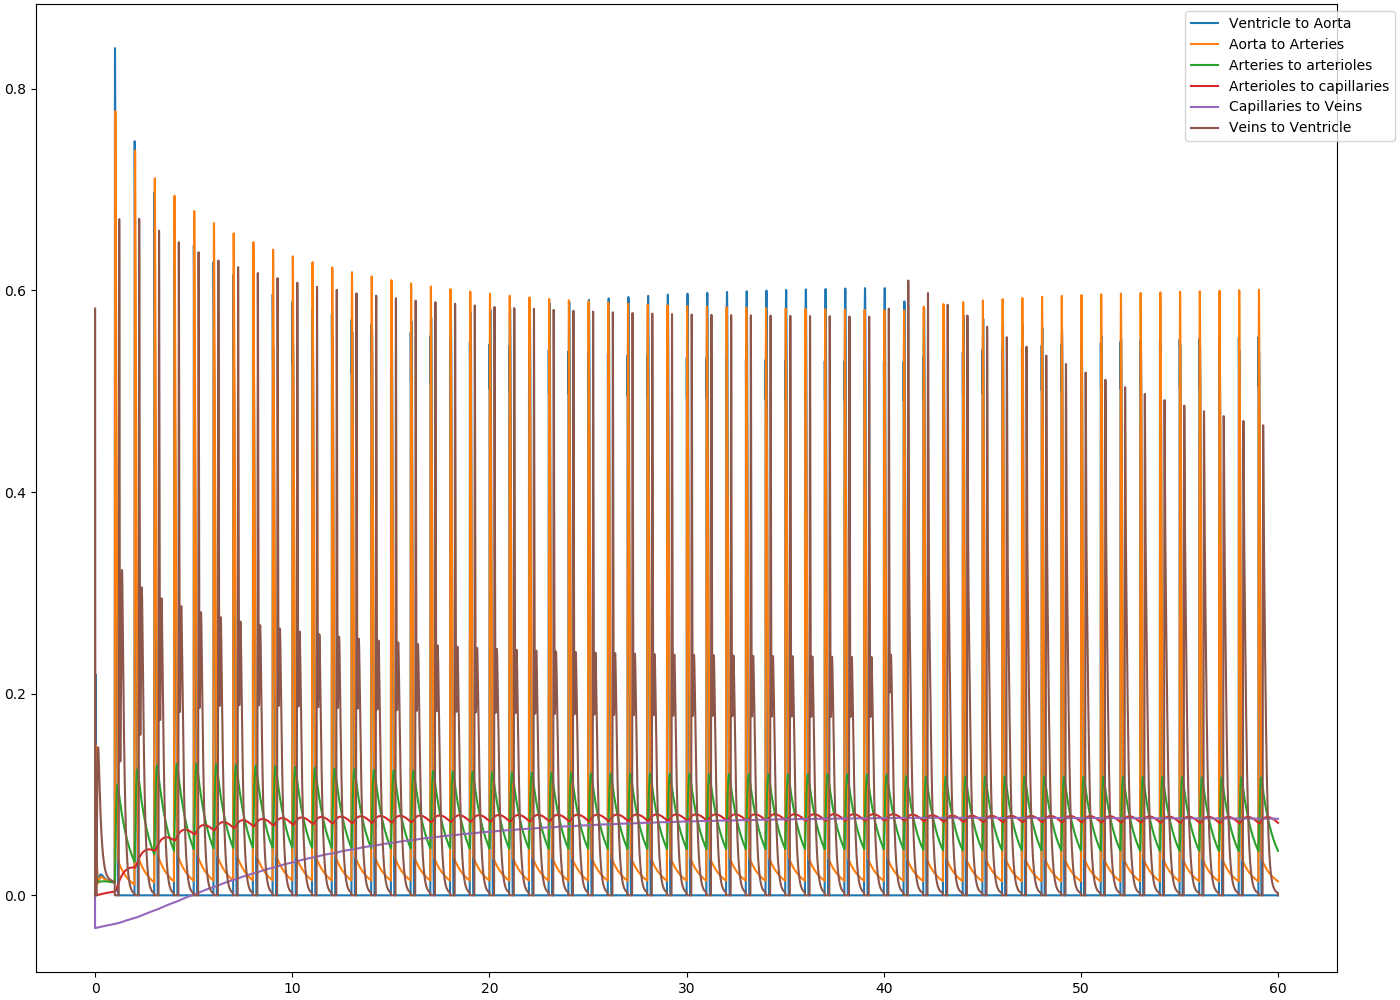 Ventricle to Aorta
Aorta to Arteries
Arteries to arterioles
Arterioles to capillaries
Capillaries to Veins
Veins to Ventricle
0.8
0.6
0.4
0.2
0.0
0 10 20 30 40 50 60